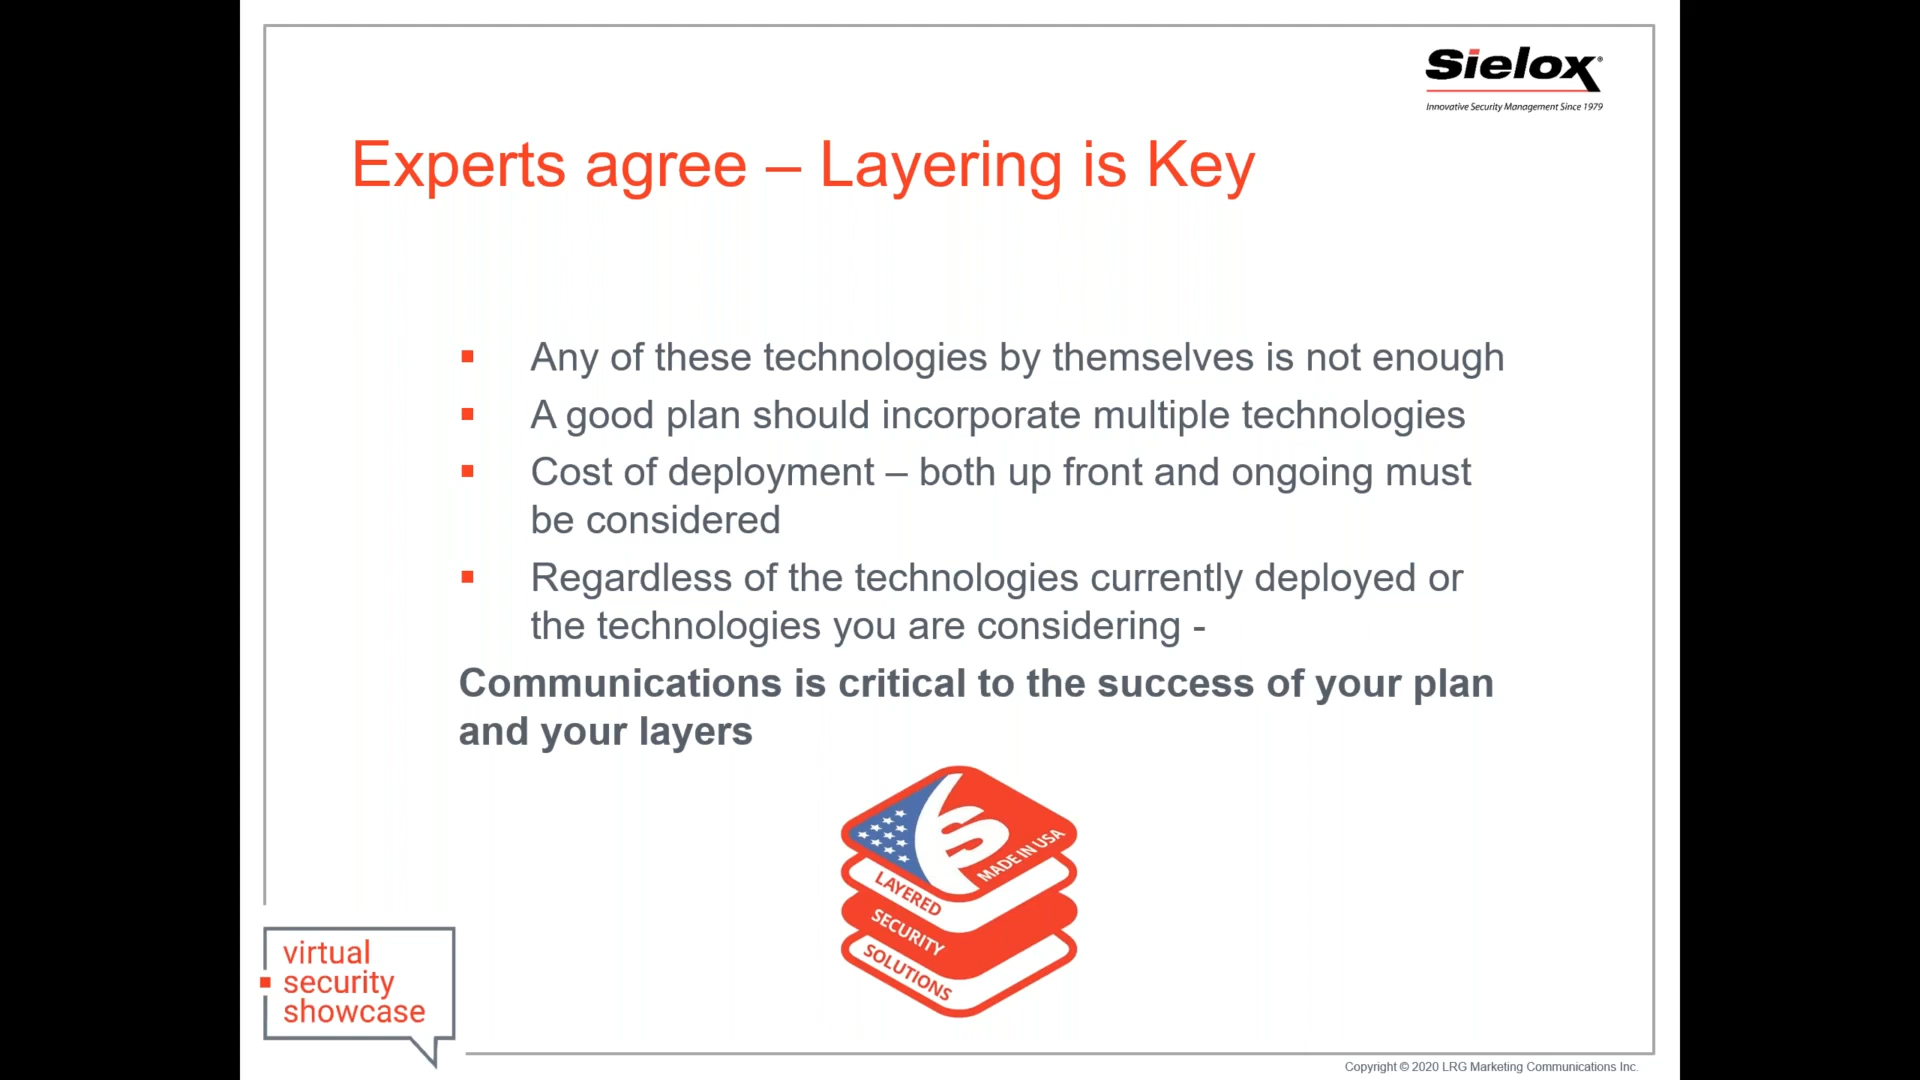 Sielox®
Innovative Security Management Since 1979
Experts agree – Layering is Key
Any of these technologies by themselves is not enough
A good plan should incorporate multiple technologies
Cost of deployment – both up front and ongoing must
be considered
Regardless of the technologies currently deployed or
the technologies you are considering -
Communications is critical to the success of your plan
and your layers
S
MADE IN USA
LAYERED
SECURITY
SOLUTIONS
virtual
security
showcase
Copyright © 2020 LRG Marketing Communications Inc.